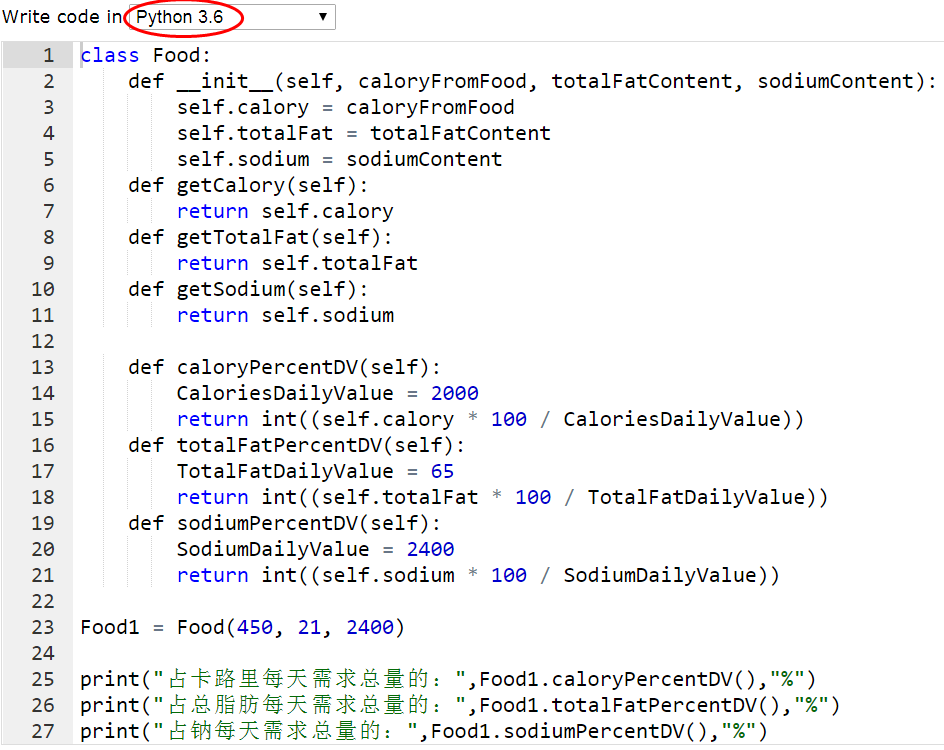 Write code in Python 3.6 ▼
1 class Food:
2     def __init__(self, caloryFromFood, totalFatContent, sodiumContent):
3         self.calory = caloryFromFood
4         self.totalFat = totalFatContent
5         self.sodium = sodiumContent
6     def getCalory(self):
7         return self.calory
8     def getTotalFat(self):
9         return self.totalFat
10     def getSodium(self):
11         return self.sodium
12
13     def caloryPercentDV(self):
14         CaloriesDailyValue = 2000
15         return int((self.calory * 100 / CaloriesDailyValue))
16     def totalFatPercentDV(self):
17         TotalFatDailyValue = 65
18         return int((self.totalFat * 100 / TotalFatDailyValue))
19     def sodiumPercentDV(self):
20         SodiumDailyValue = 2400
21         return int((self.sodium * 100 / SodiumDailyValue))
22
23 Food1 = Food(450, 21, 2400)
24
25 print("占卡路里每天需求总量的：",Food1.caloryPercentDV(),"%")
26 print("占总脂肪每天需求总量的：",Food1.totalFatPercentDV(),"%")
27 print("占钠每天需求总量的：",Food1.sodiumPercentDV(),"%")